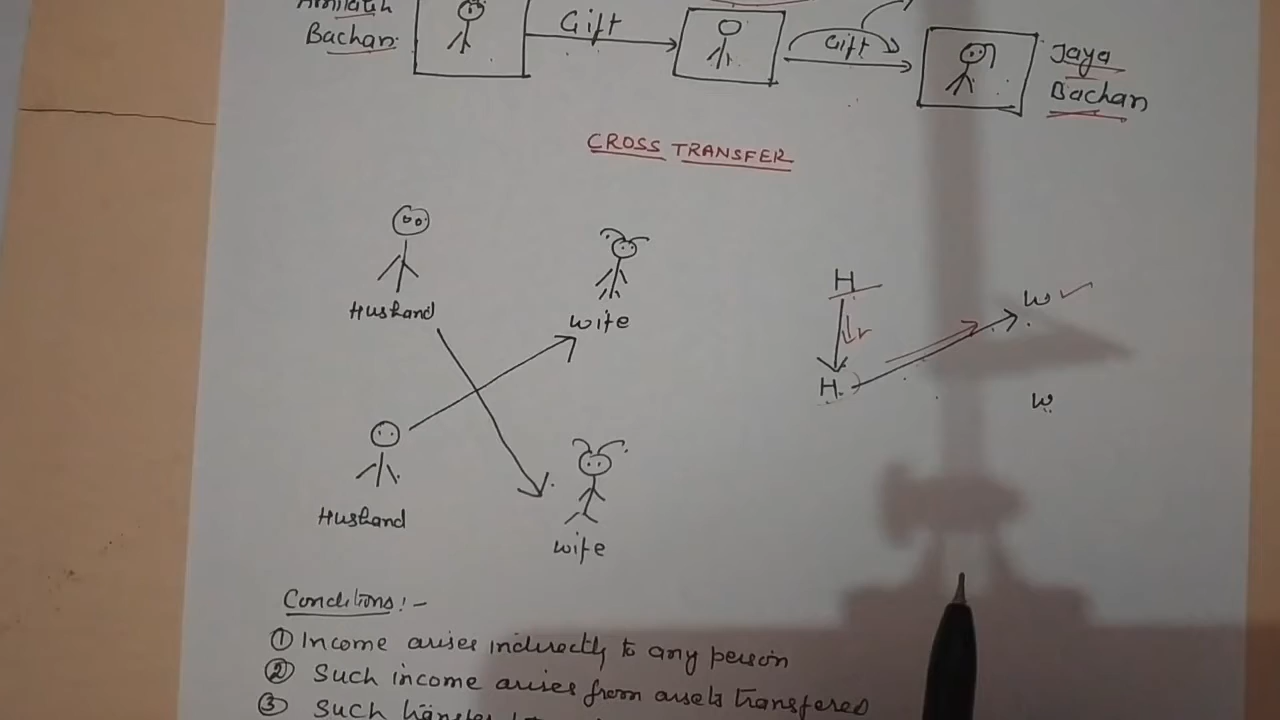 Bachan
Gift
Gift
Jaya
Bachan
CROSS TRANSFER
Husband
wife
Husband
wife
H
r
H
W
W
Conditions:-
① Income arises indirectly to any person
② Such income arises from assets transfered
③ Such